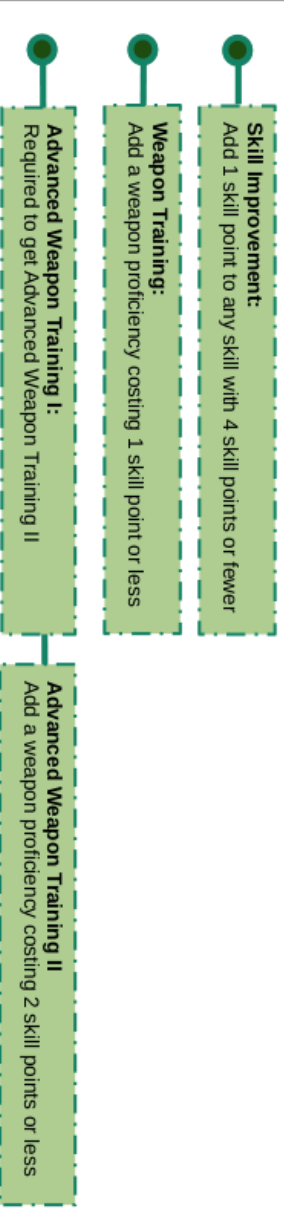 Skill Improvement:
Add 1 skill point to any skill with 4 skill points or fewer
Weapon Training:
Add a weapon proficiency costing 1 skill point or less
Advanced Weapon Training I:
Required to get Advanced Weapon Training II
Advanced Weapon Training II
Add a weapon proficiency costing 2 skill points or less